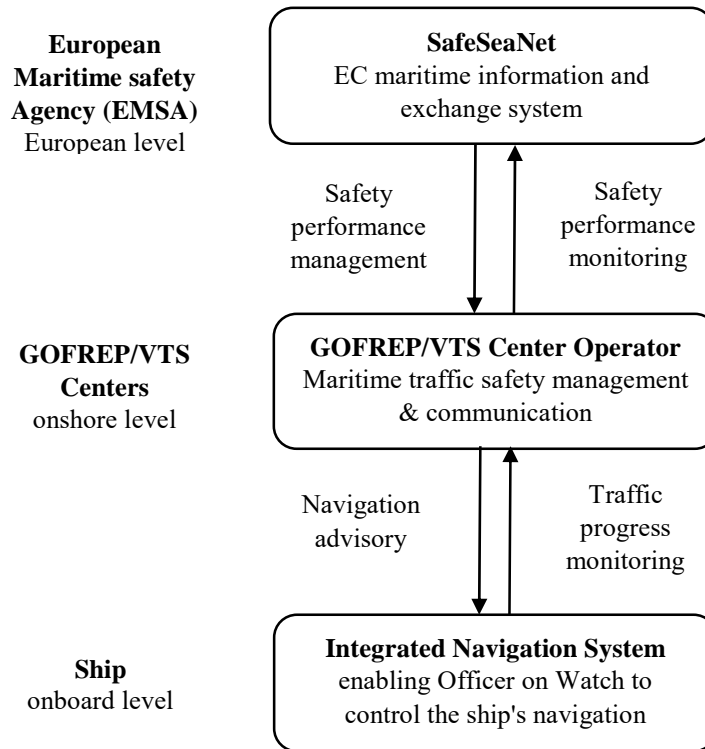 European
Maritime safety
Agency (EMSA)
European level
SafeSeaNet
EC maritime information and
exchange system
Safety
performance
management
Safety
performance
monitoring
GOFREP/VTS
Centers
onshore level
GOFREP/VTS Center Operator
Maritime traffic safety management
& communication
Navigation
advisory
Traffic
progress
monitoring
Ship
onboard level
Integrated Navigation System
enabling Officer on Watch to
control the ship's navigation